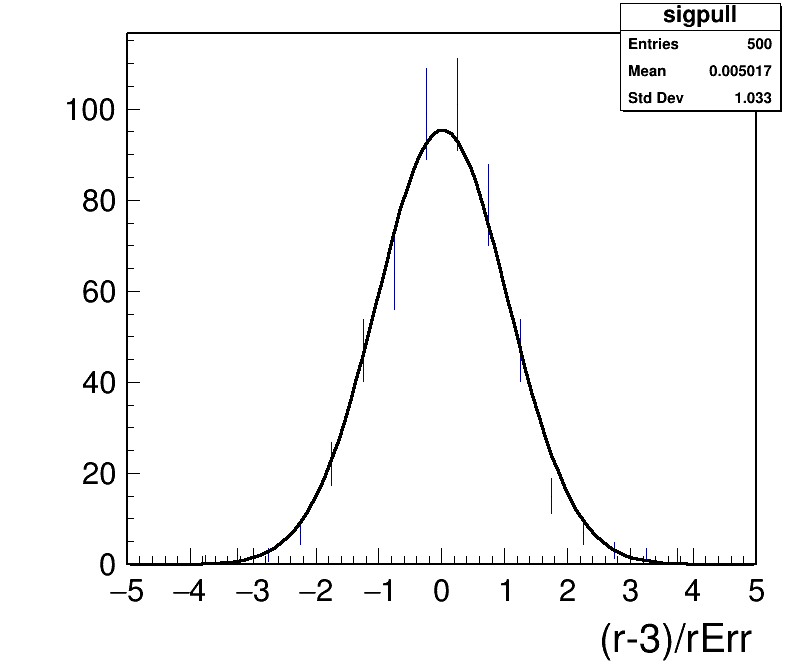 sigpull
Entries 500
Mean 0.005017
Std Dev 1.033
100
80
60
40
20
0
−5 −4 −3 −2 −1 0 1 2 3 4 5
(r-3)/rErr